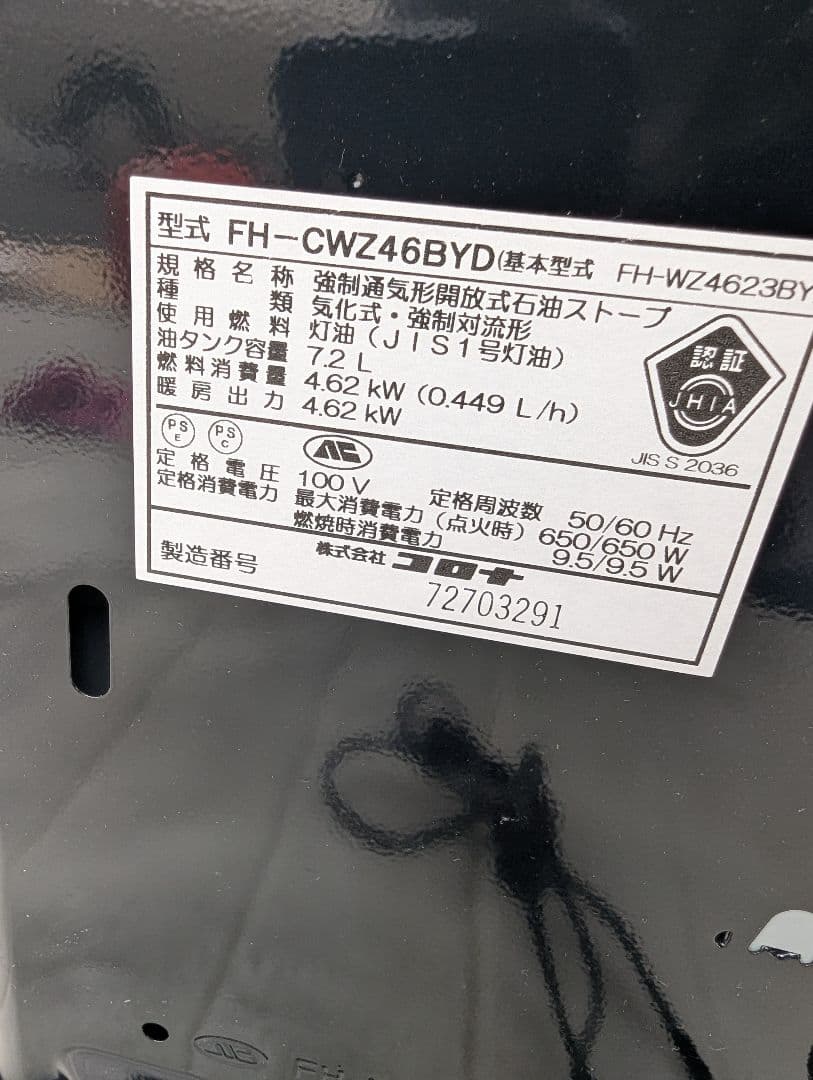 型式 FH-CWZ46BYD(基本型式 FH-WZ4623BY
規格名称 強制通気形開放式石油ストーブ
種類 気化式・強制対流形
使用燃料 灯油(JIS1号灯油)
油タンク容量 7.2 L
燃料消費量 4.62 kW (0.449 L/h)
暖房出力 4.62 kW
認証
JHIA
JIS S 2036
PS E
PS C
定格電圧 100 V 定格周波数 50/60 Hz
定格消費電力 最大消費電力(点火時) 650/650 W
燃焼時消費電力 9.5/9.5 W
株式会社 コロナ
製造番号 72703291